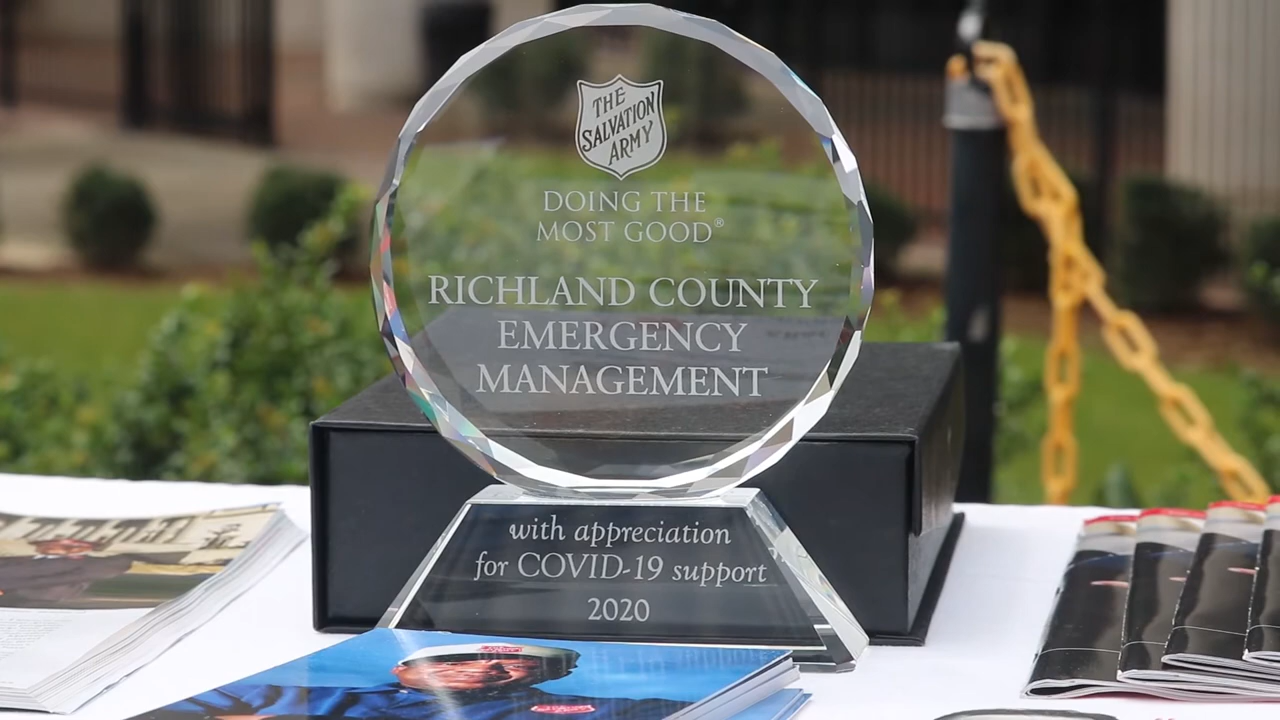 THE
SALVATION
ARMY
DOING THE
MOST GOOD®
RICHLAND COUNTY
EMERGENCY
MANAGEMENT
with appreciation
for COVID-19 support
2020